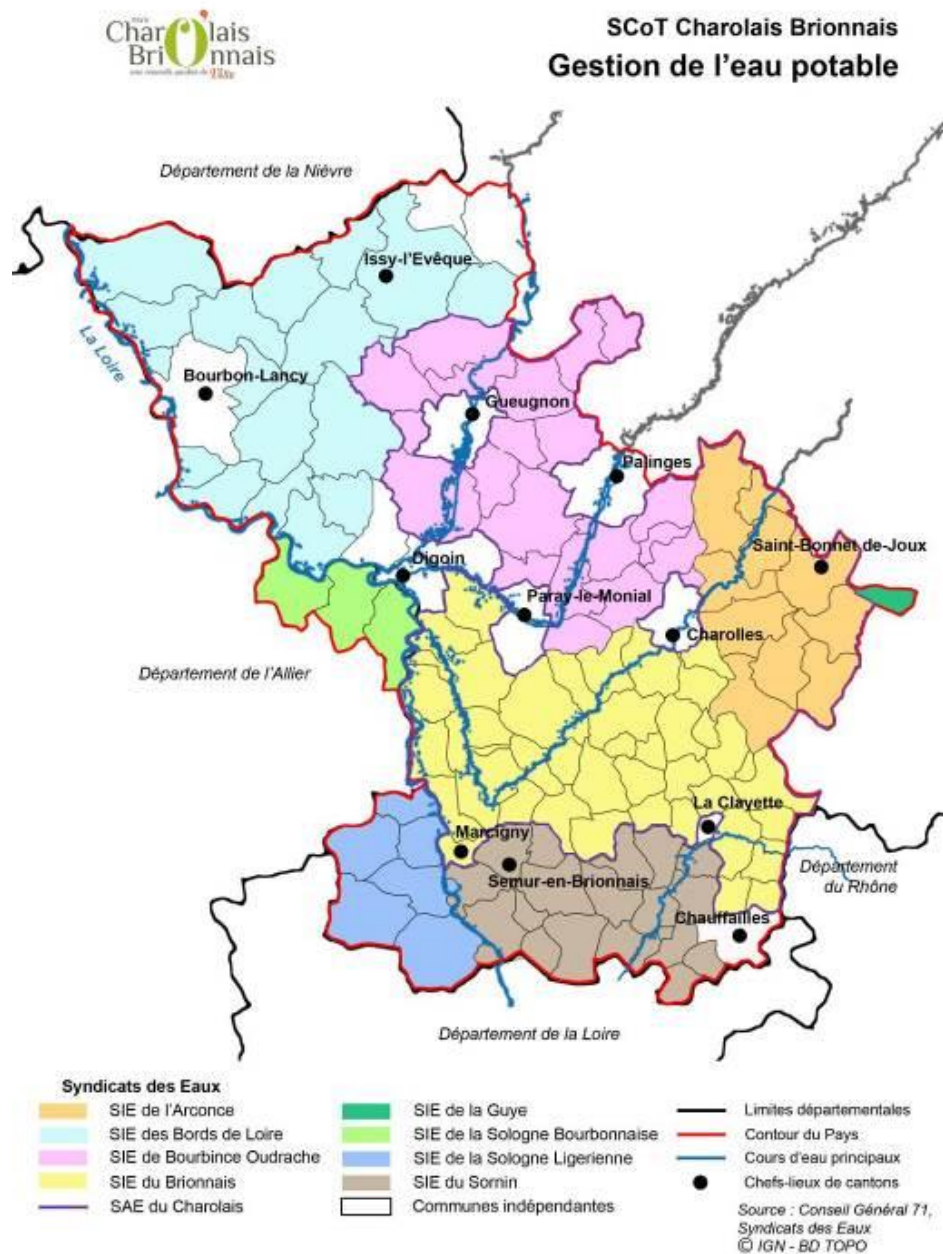 Charolais
Brionnais
SCoT Charolais Brionnais
Gestion de l'eau potable
Département de la Nièvre
Issy-l'Evêque
La Loire
Bourbon-Lancy
Gueugnon
Palinges
Saint-Bonnet de-Joux
Digoin
Paray-le-Monial
Charolles
Département de l'Allier
La Clayette
Marcigny
Semur-en-Brionnais
Département
du Rhône
Chauffailles
Département de la Loire
Syndicats des Eaux
SIE de l'Arconce
SIE des Bords de Loire
SIE de Bourbince Oudrache
SIE du Brionnais
SAE du Charolais
SIE de la Guye
SIE de la Sologne Bourbonnaise
SIE de la Sologne Ligerienne
SIE du Sornin
Communes indépendantes
Limites départementales
Contour du Pays
Cours d'eau principaux
Chefs-lieux de cantons
Source : Conseil Général 71,
Syndicats des Eaux
© IGN - BD TOPO